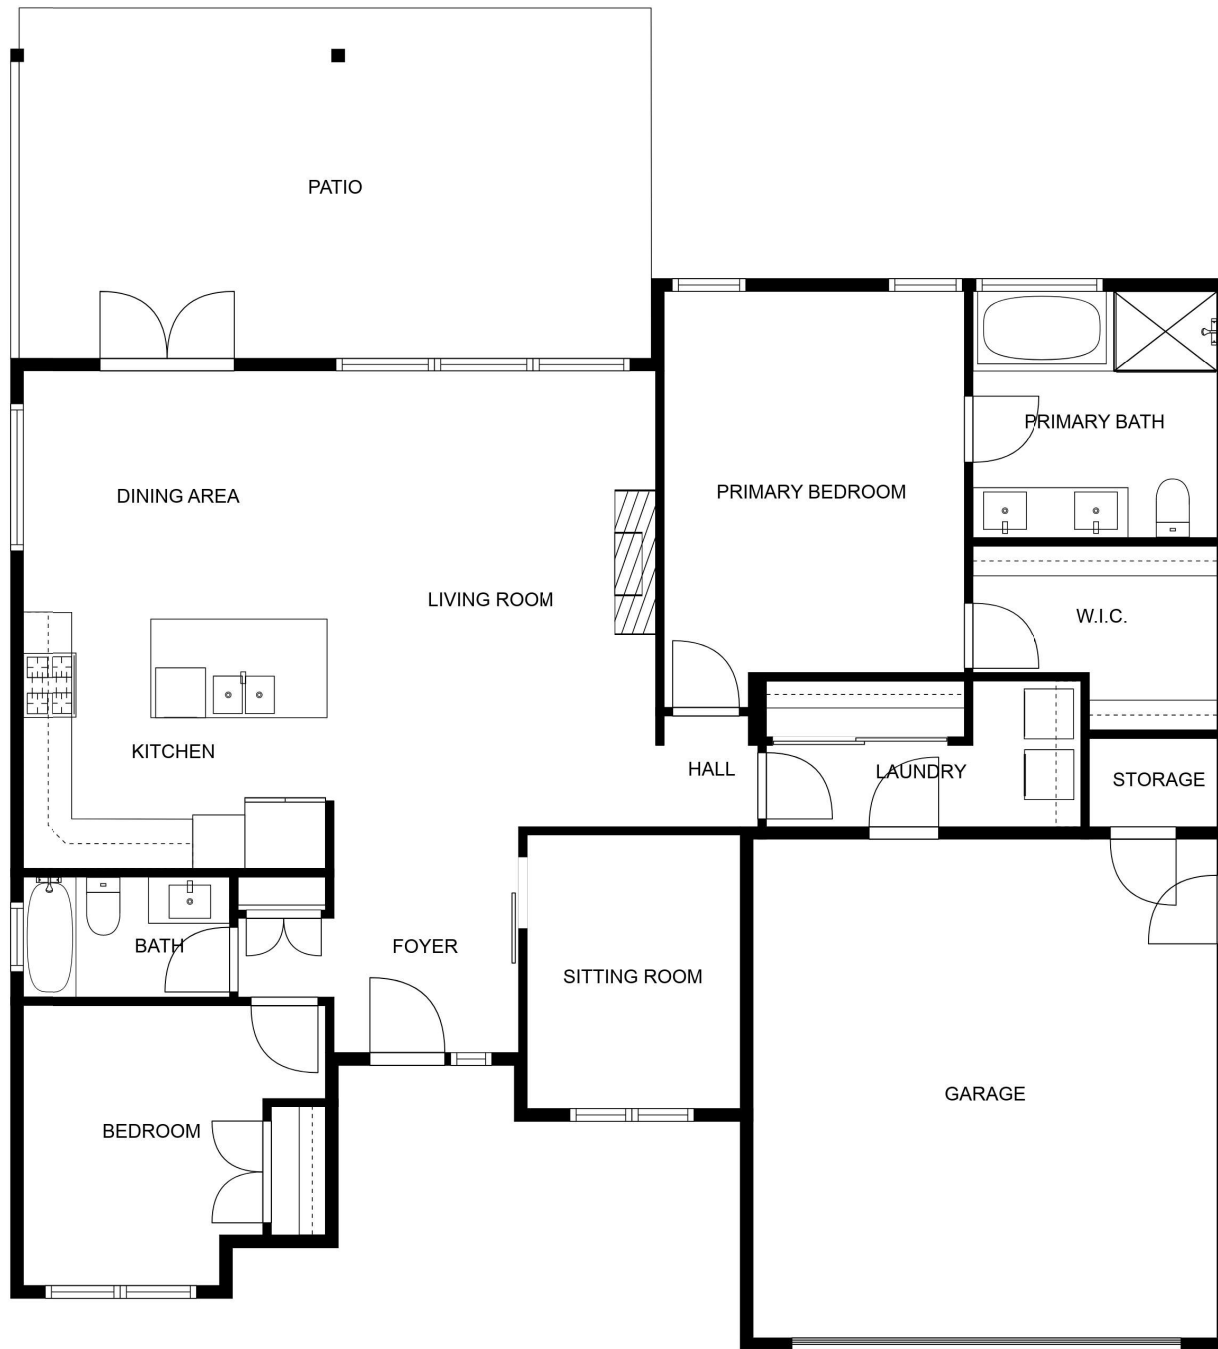 PATIO
PRIMARY BATH
DINING AREA
PRIMARY BEDROOM
LIVING ROOM
W.I.C.
KITCHEN
HALL
LAUNDRY
STORAGE
BATH
FOYER
SITTING ROOM
GARAGE
BEDROOM